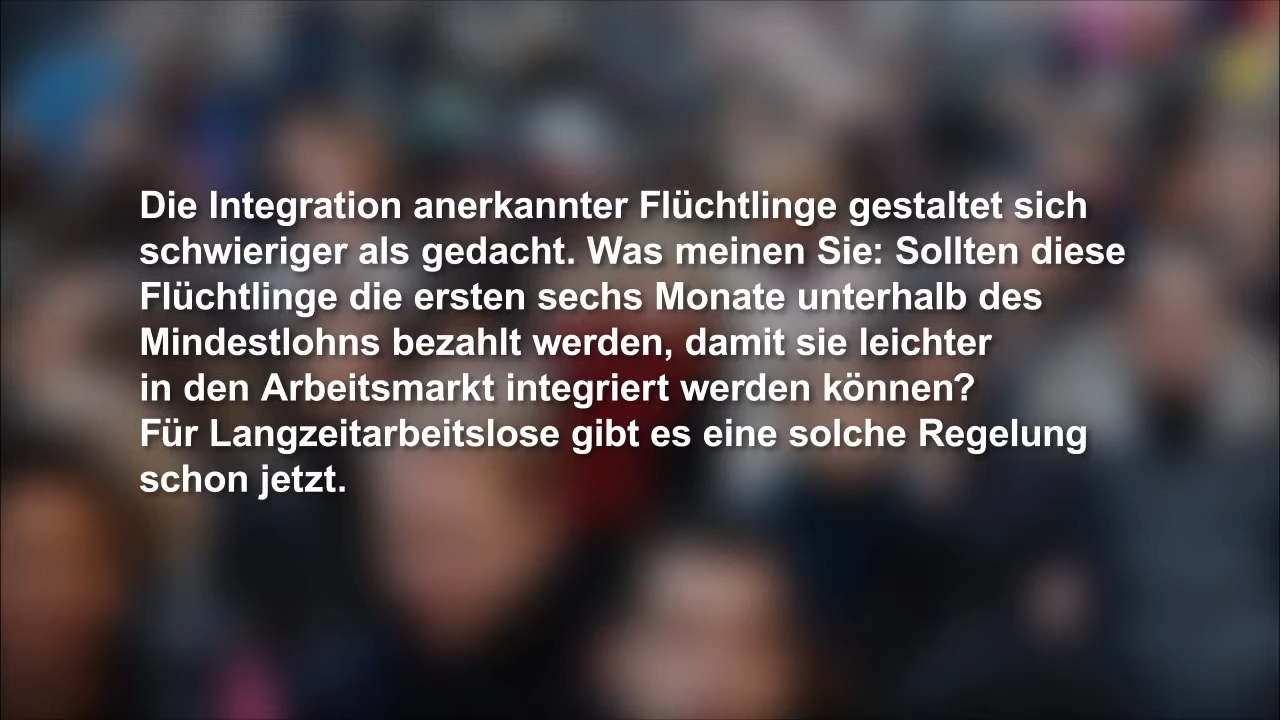 Die Integration anerkannter Flüchtlinge gestaltet sich
schwieriger als gedacht. Was meinen Sie: Sollten diese
Flüchtlinge die ersten sechs Monate unterhalb des
Mindestlohns bezahlt werden, damit sie leichter
in den Arbeitsmarkt integriert werden können?
Für Langzeitarbeitslose gibt es eine solche Regelung
schon jetzt.